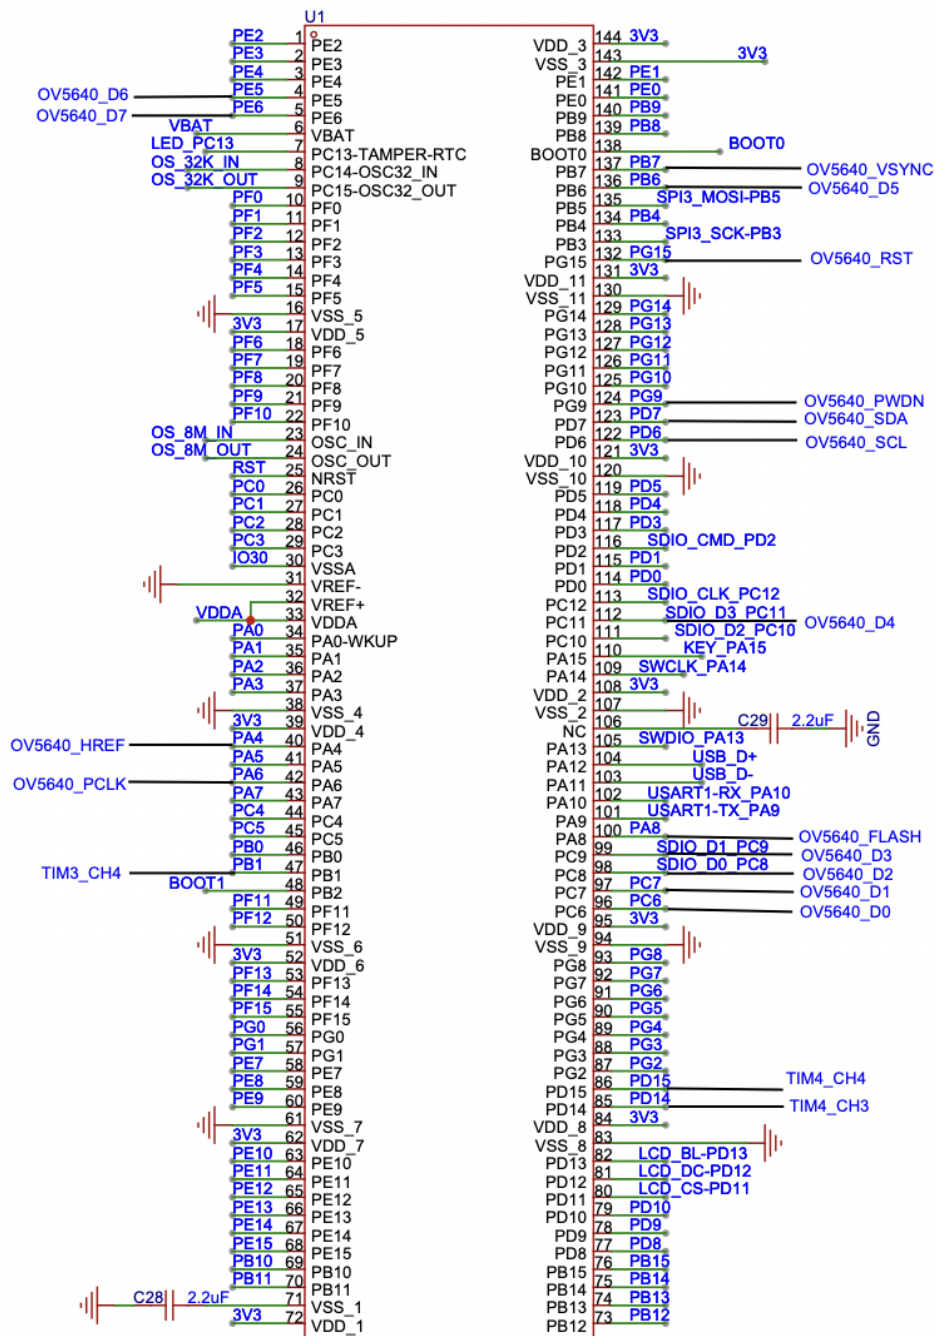 U1
PE2 1 PE2
PE3 2 PE3
PE4 3 PE4
OV5640_D6 PE5 4 PE5
OV5640_D7 PE6 5 PE6
VBAT 6 VBAT
LED_PC13 7 PC13-TAMPER-RTC
OS_32K_IN 8 PC14-OSC32_IN
OS_32K_OUT 9 PC15-OSC32_OUT
PF0 10 PF0
PF1 11 PF1
PF2 12 PF2
PF3 13 PF3
PF4 14 PF4
PF5 15 PF5
16 VSS_5
3V3 17 VDD_5
PF6 18 PF6
PF7 19 PF7
PF8 20 PF8
PF9 21 PF9
PF10 22 PF10
OS_8M_IN 23 OSC_IN
OS_8M_OUT 24 OSC_OUT
RST 25 NRST
PC0 26 PC0
PC1 27 PC1
PC2 28 PC2
PC3 29 PC3
IO30 30 VSSA
31 VREF-
32 VREF+
VDDA 33 VDDA
PA0 34 PA0-WKUP
PA1 35 PA1
PA2 36 PA2
PA3 37 PA3
38 VSS_4
3V3 39 VDD_4
OV5640_HREF PA4 40 PA4
PA5 41 PA5
OV5640_PCLK PA6 42 PA6
PA7 43 PA7
PC4 44 PC4
PC5 45 PC5
PB0 46 PB0
TIM3_CH4 PB1 47 PB1
BOOT1 48 PB2
PF11 49 PF11
PF12 50 PF12
51 VSS_6
3V3 52 VDD_6
PF13 53 PF13
PF14 54 PF14
PF15 55 PF15
PG0 56 PG0
PG1 57 PG1
PE7 58 PE7
PE8 59 PE8
PE9 60 PE9
61 VSS_7
3V3 62 VDD_7
PE10 63 PE10
PE11 64 PE11
PE12 65 PE12
PE13 66 PE13
PE14 67 PE14
PE15 68 PE15
PB10 69 PB10
PB11 70 PB11
C28 2.2uF 71 VSS_1
3V3 72 VDD_1
VDD_3 144 3V3
VSS_3 143 3V3
PE1 142 PE1
PE0 141 PE0
PB9 140 PB9
PB8 139 PB8
BOOT0 138 BOOT0
PB7 137 PB7 OV5640_VSYNC
PB6 136 PB6 OV5640_D5
PB5 135 SPI3_MOSI-PB5
PB4 134 PB4
PB3 133 SPI3_SCK-PB3
PG15 132 PG15 OV5640_RST
VDD_11 131 3V3
VSS_11 130
PG14 129 PG14
PG13 128 PG13
PG12 127 PG12
PG11 126 PG11
PG10 125 PG10
PG9 124 PG9 OV5640_PWDN
PD7 123 PD7 OV5640_SDA
PD6 122 PD6 OV5640_SCL
VDD_10 121 3V3
VSS_10 120
PD5 119 PD5
PD4 118 PD4
PD3 117 PD3
PD2 116 SDIO_CMD_PD2
PD1 115 PD1
PD0 114 PD0
PC12 113 SDIO_CLK_PC12
PC11 112 SDIO_D3_PC11 OV5640_D4
PC10 111 SDIO_D2_PC10
PA15 110 KEY_PA15
PA14 109 SWCLK_PA14
VDD_2 108 3V3
VSS_2 107
NC 106 C29 2.2uF GND
PA13 105 SWDIO_PA13
PA12 104 USB_D+
PA11 103 USB_D-
PA10 102 USART1-RX_PA10
PA9 101 USART1-TX_PA9
PA8 100 PA8 OV5640_FLASH
PC9 99 SDIO_D1_PC9 OV5640_D3
PC8 98 SDIO_D0_PC8 OV5640_D2
PC7 97 PC7 OV5640_D1
PC6 96 PC6 OV5640_D0
VDD_9 95 3V3
VSS_9 94
PG8 93 PG8
PG7 92 PG7
PG6 91 PG6
PG5 90 PG5
PG4 89 PG4
PG3 88 PG3
PG2 87 PG2
PD15 86 PD15 TIM4_CH4
PD14 85 PD14 TIM4_CH3
VDD_8 84 3V3
VSS_8 83
PD13 82 LCD_BL-PD13
PD12 81 LCD_DC-PD12
PD11 80 LCD_CS-PD11
PD10 79 PD10
PD9 78 PD9
PD8 77 PD8
PB15 76 PB15
PB14 75 PB14
PB13 74 PB13
PB12 73 PB12